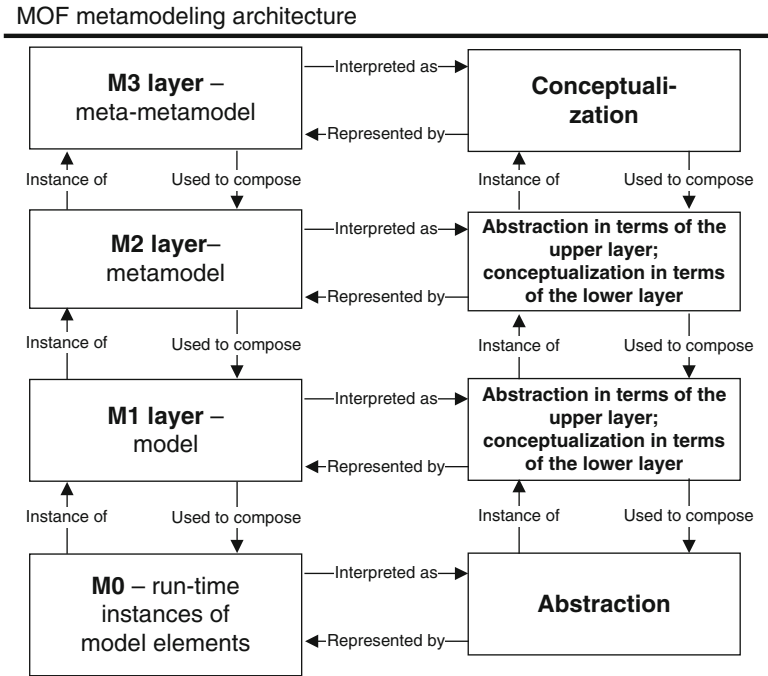 MOF metamodeling architecture
M3 layer –
meta-metamodel
Interpreted as
Represented by
Conceptuali-
zation
Instance of
Used to compose
Instance of
Used to compose
M2 layer–
metamodel
Interpreted as
Represented by
Abstraction in terms of the
upper layer;
conceptualization in terms
of the lower layer
Instance of
Used to compose
Instance of
Used to compose
M1 layer –
model
Interpreted as
Represented by
Abstraction in terms of the
upper layer;
conceptualization in terms
of the lower layer
Instance of
Used to compose
Instance of
Used to compose
M0 – run-time
instances of
model elements
Interpreted as
Represented by
Abstraction